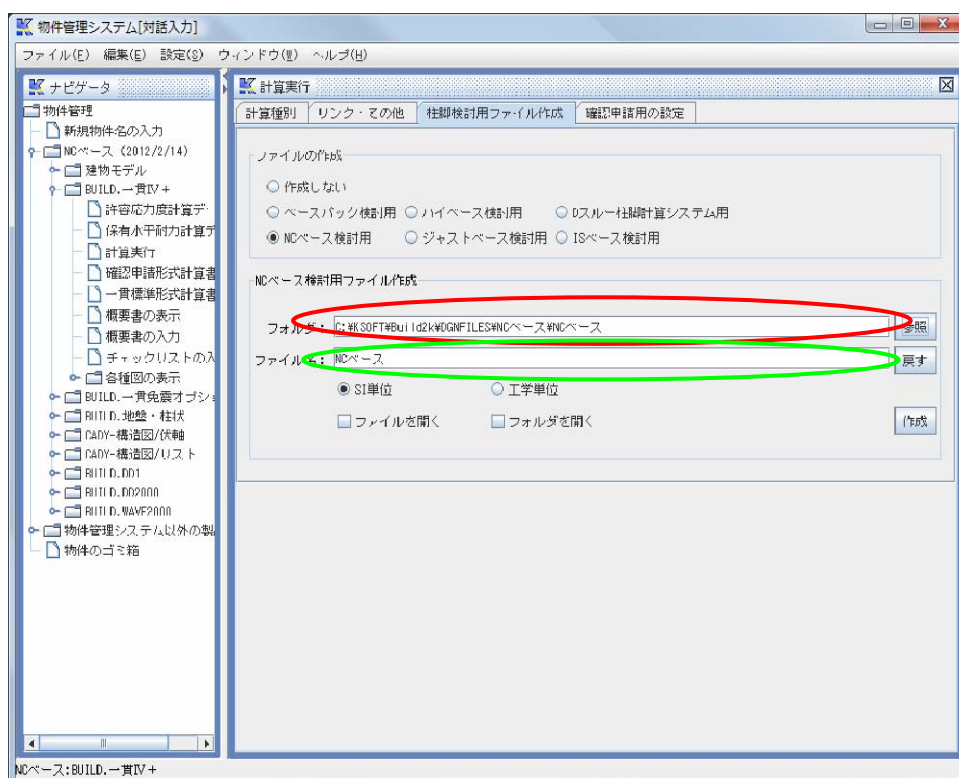 物件管理システム[対話入力]
ファイル(F) 編集(E) 設定(S) ウィンドウ(W) ヘルプ(H)
ナビゲータ
物件管理
新規物件名の入力
NCベース (2012/2/14)
建物モデル
BUILD.一貫Ⅳ+
許容応力度計算デ
保有水平耐力計算デ
計算実行
確認申請形式計算書
一貫標準形式計算書
概要書の表示
概要書の入力
チェックリストの入
各種図の表示
BUILD.一貫免震オプショ
BUILD.地盤・柱状
CADY-構造図/伏軸
CADY-構造図/リスト
BUILD.DD1
BUILD.DD2000
BUILD.WAVE2000
物件管理システム以外の製
物件のゴミ箱
計算実行
計算種別 リンク・その他 柱脚検討用ファイル作成 確認申請用の設定
ファイルの作成
作成しない
ベースパック検討用 ハイベース検討用 Dスルー柱脚計算システム用
NCベース検討用 ジャストベース検討用 ISベース検討用
NCベース検討用ファイル作成
フォルダ: C:¥KSOFT¥Build2k¥DGNFILES¥NCベース¥NCベース 参照
ファイル名: NCベース 戻す
SI単位 工学単位
ファイルを開く フォルダを開く 作成
NCベース:BUILD.一貫Ⅳ+